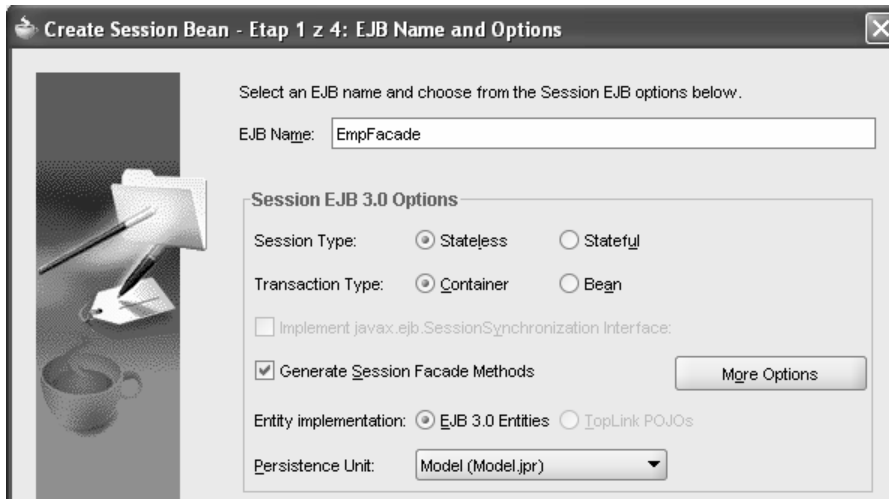 Create Session Bean - Etap 1 z 4: EJB Name and Options
Select an EJB name and choose from the Session EJB options below.
EJB Name: EmpFacade
Session EJB 3.0 Options
Session Type: Stateless Stateful
Transaction Type: Container Bean
Implement javax.ejb.SessionSynchronization Interface:
Generate Session Facade Methods More Options
Entity implementation: EJB 3.0 Entities TopLink POJOs
Persistence Unit: Model (Model.jpr)